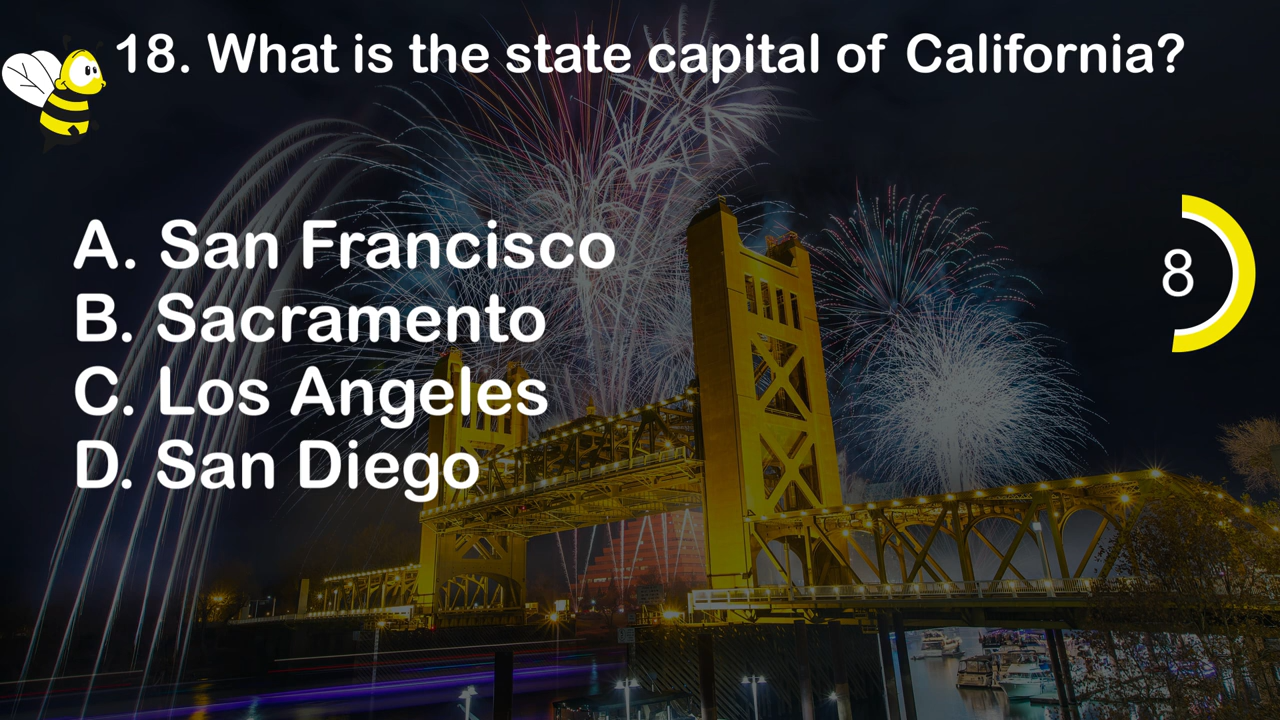 18. What is the state capital of California?
A. San Francisco
B. Sacramento
C. Los Angeles
D. San Diego
8